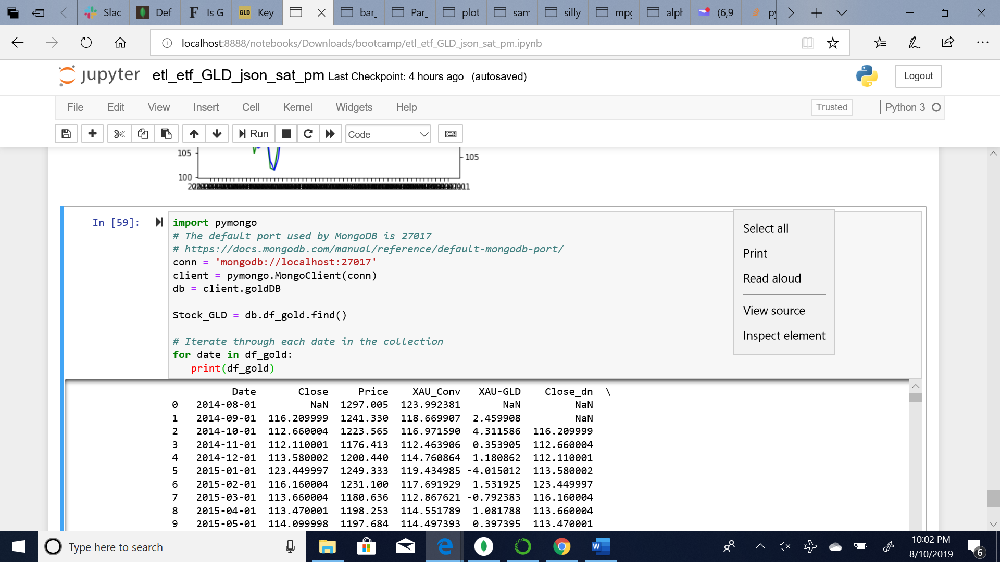 Slac
Defa
Is G
GLD Key
bar_
Par_
plot
sam
silly
mpg
alph
(6,9
py
localhost:8888/notebooks/Downloads/bootcamp/etl_etf_GLD_json_sat_pm.ipynb
jupyter etl_etf_GLD_json_sat_pm Last Checkpoint: 4 hours ago (autosaved)
Logout
File Edit View Insert Cell Kernel Widgets Help
Trusted
Python 3
Run
Code
105
105
100
In [59]:
import pymongo
# The default port used by MongoDB is 27017
# https://docs.mongodb.com/manual/reference/default-mongodb-port/
conn = 'mongodb://localhost:27017'
client = pymongo.MongoClient(conn)
db = client.goldDB
Stock_GLD = db.df_gold.find()
# Iterate through each date in the collection
for date in df_gold:
print(df_gold)
Select all
Print
Read aloud
View source
Inspect element
Date Close Price XAU_Conv XAU-GLD Close_dn \
0 2014-08-01 NaN 1297.005 123.992381 NaN NaN
1 2014-09-01 116.209999 1241.330 118.669907 2.459908 NaN
2 2014-10-01 112.660004 1223.565 116.971590 4.311586 116.209999
3 2014-11-01 112.110001 1176.413 112.463906 0.353905 112.660004
4 2014-12-01 113.580002 1200.440 114.760864 1.180862 112.110001
5 2015-01-01 123.449997 1249.333 119.434985 -4.015012 113.580002
6 2015-02-01 116.160004 1231.100 117.691929 1.531925 123.449997
7 2015-03-01 113.660004 1180.636 112.867621 -0.792383 116.160004
8 2015-04-01 113.470001 1198.253 114.551789 1.081788 113.660004
9 2015-05-01 114.099998 1197.684 114.497393 0.397395 113.470001
Type here to search
10:02 PM
8/10/2019
6